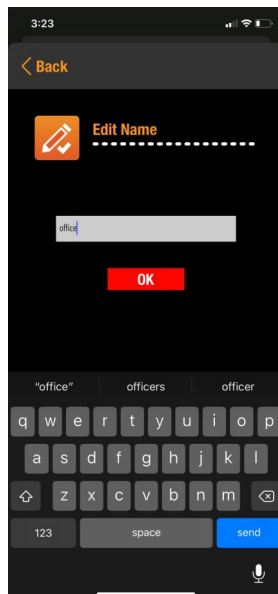 3:23
Back
Edit Name
office
OK
"office" officers officer
q w e r t y u i o p
a s d f g h j k l
z x c v b n m
123 space send